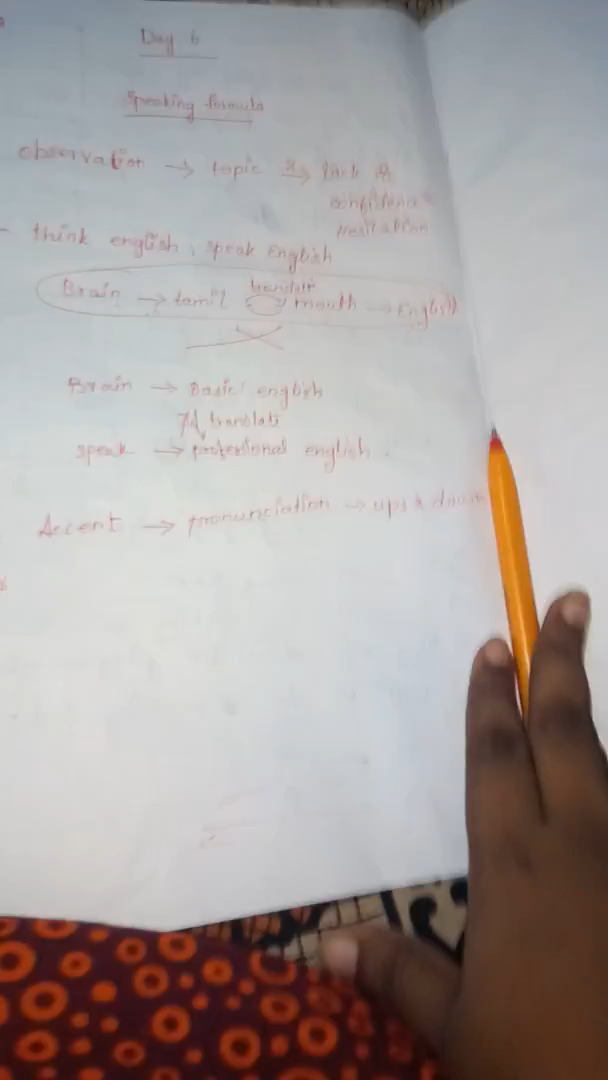 Day 6
Speaking formula
observation → topic → lack of
confidence
hesitation
- think english, speak English
Brain → tamil translate mouth → English
Brain → basic english
translate
speak → professional english.
Accent → pronunciation → ups & down